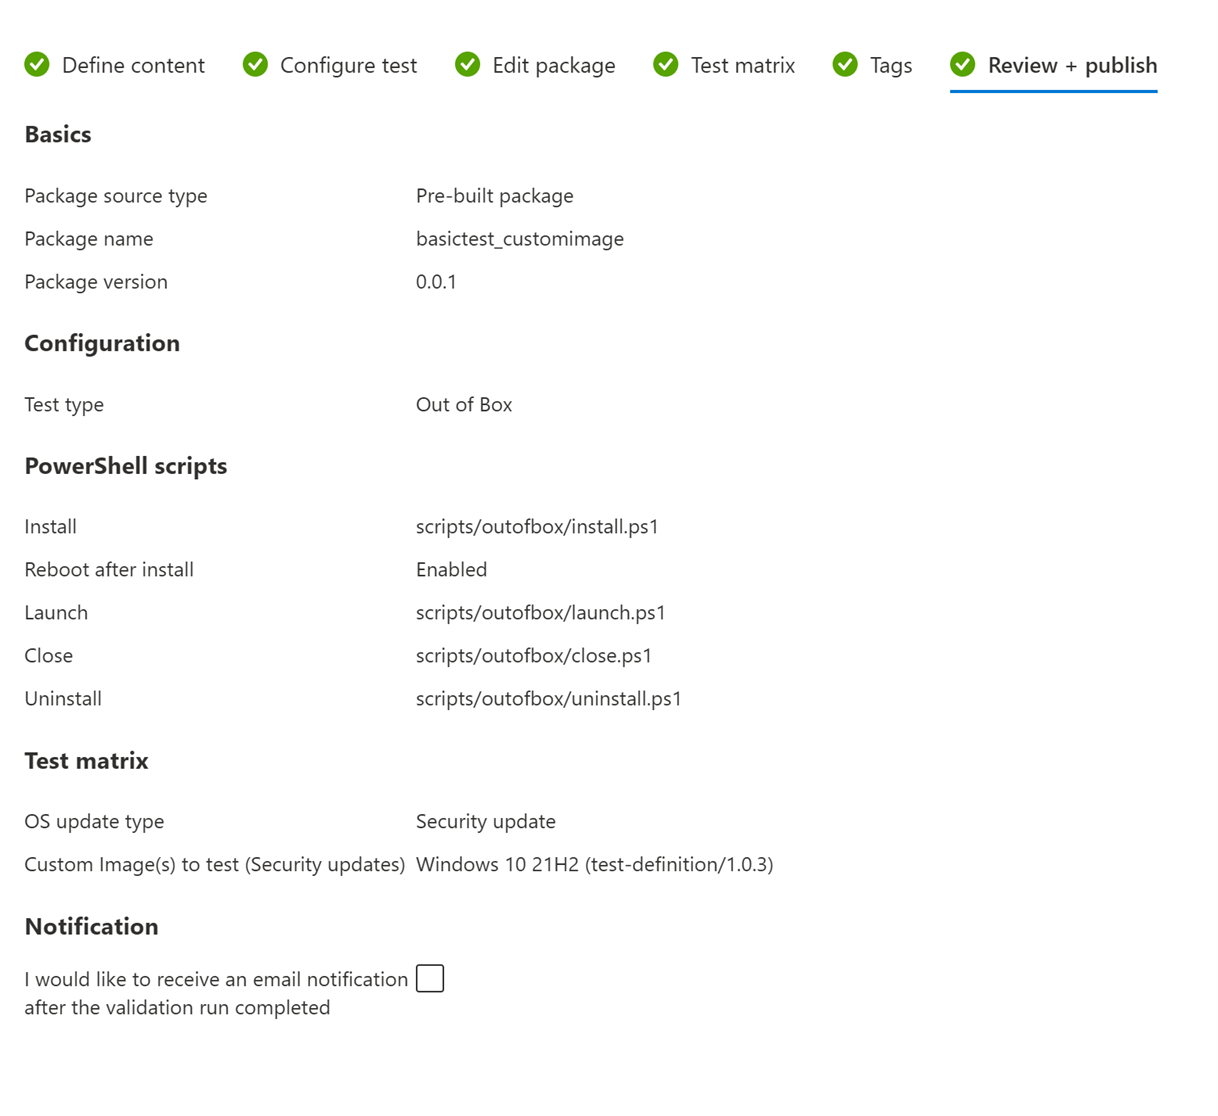 Define content Configure test Edit package Test matrix Tags Review + publish
Basics
Package source type Pre-built package
Package name basictest_customimage
Package version 0.0.1
Configuration
Test type Out of Box
PowerShell scripts
Install scripts/outofbox/install.ps1
Reboot after install Enabled
Launch scripts/outofbox/launch.ps1
Close scripts/outofbox/close.ps1
Uninstall scripts/outofbox/uninstall.ps1
Test matrix
OS update type Security update
Custom Image(s) to test (Security updates) Windows 10 21H2 (test-definition/1.0.3)
Notification
I would like to receive an email notification
after the validation run completed